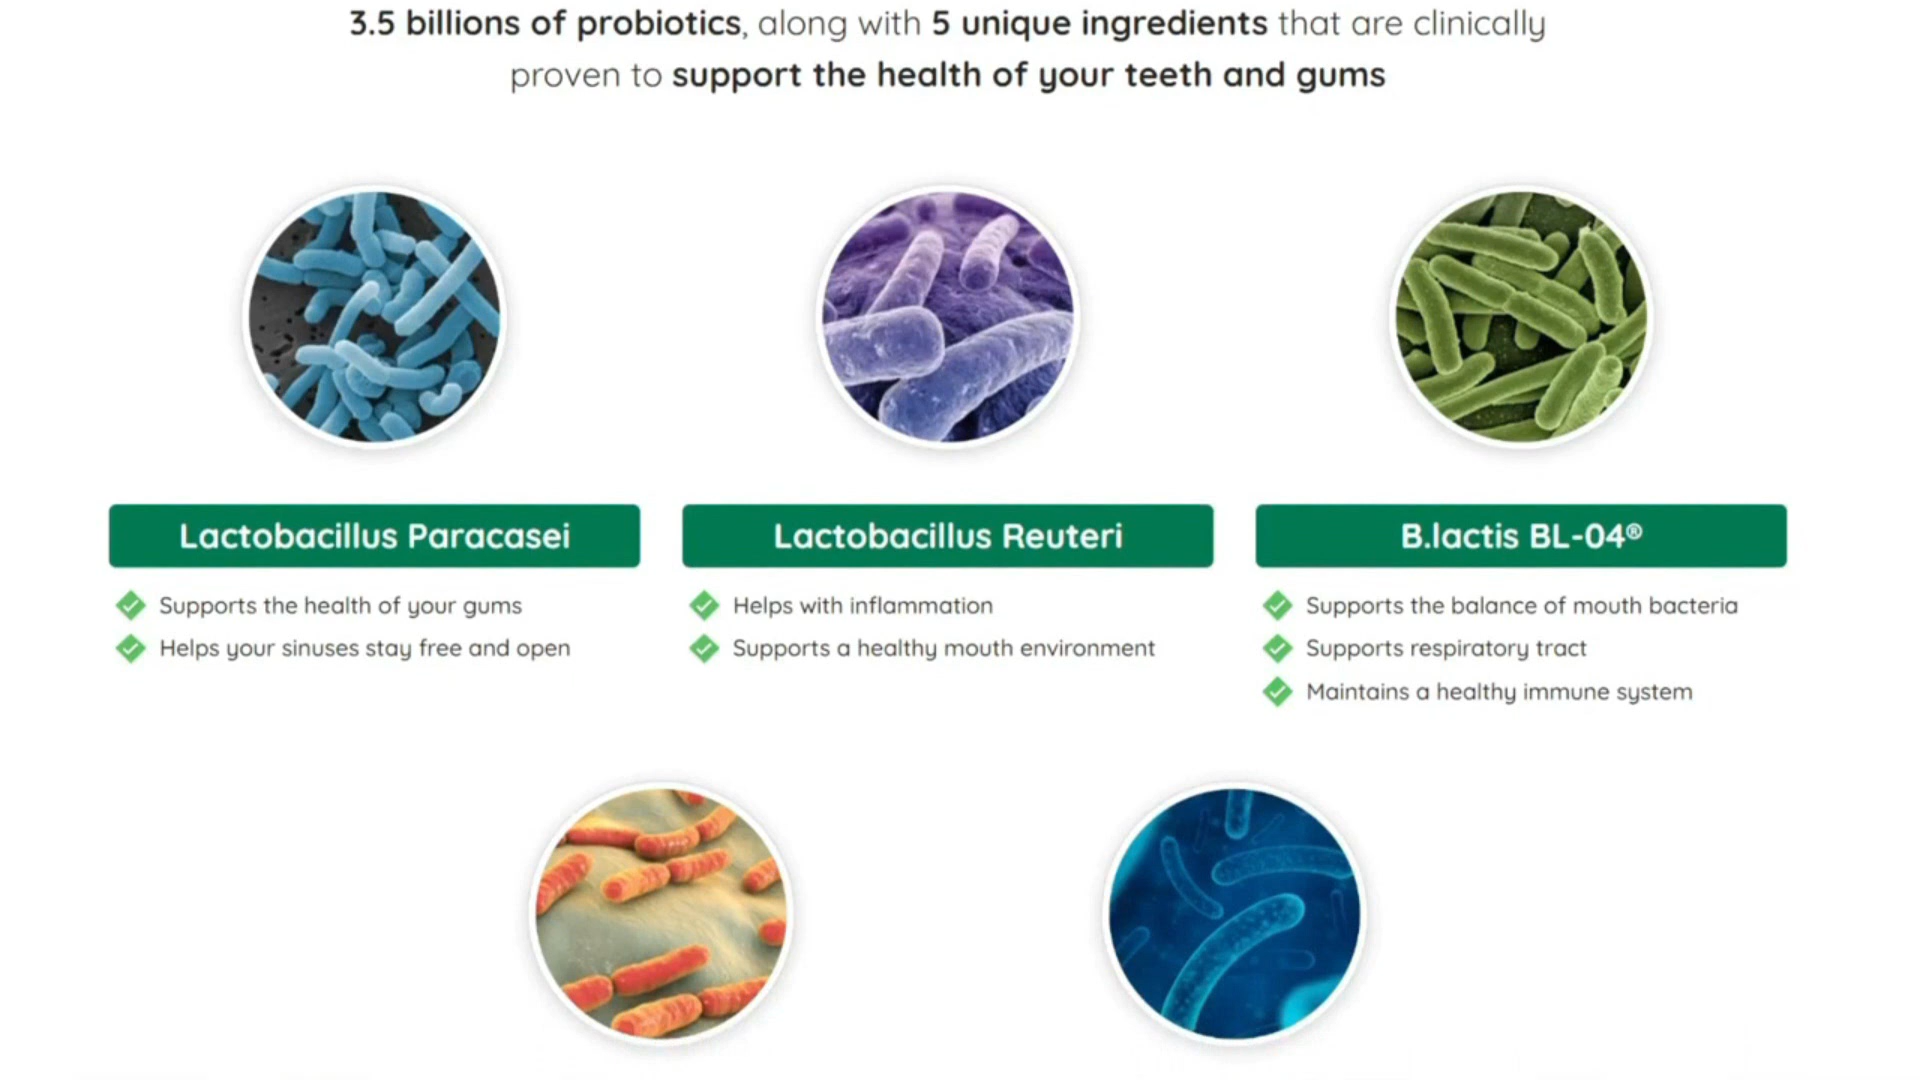 3.5 billions of probiotics, along with 5 unique ingredients that are clinically
proven to support the health of your teeth and gums
Lactobacillus Paracasei
Supports the health of your gums
Helps your sinuses stay free and open
Lactobacillus Reuteri
Helps with inflammation
Supports a healthy mouth environment
B.lactis BL-04®
Supports the balance of mouth bacteria
Supports respiratory tract
Maintains a healthy immune system